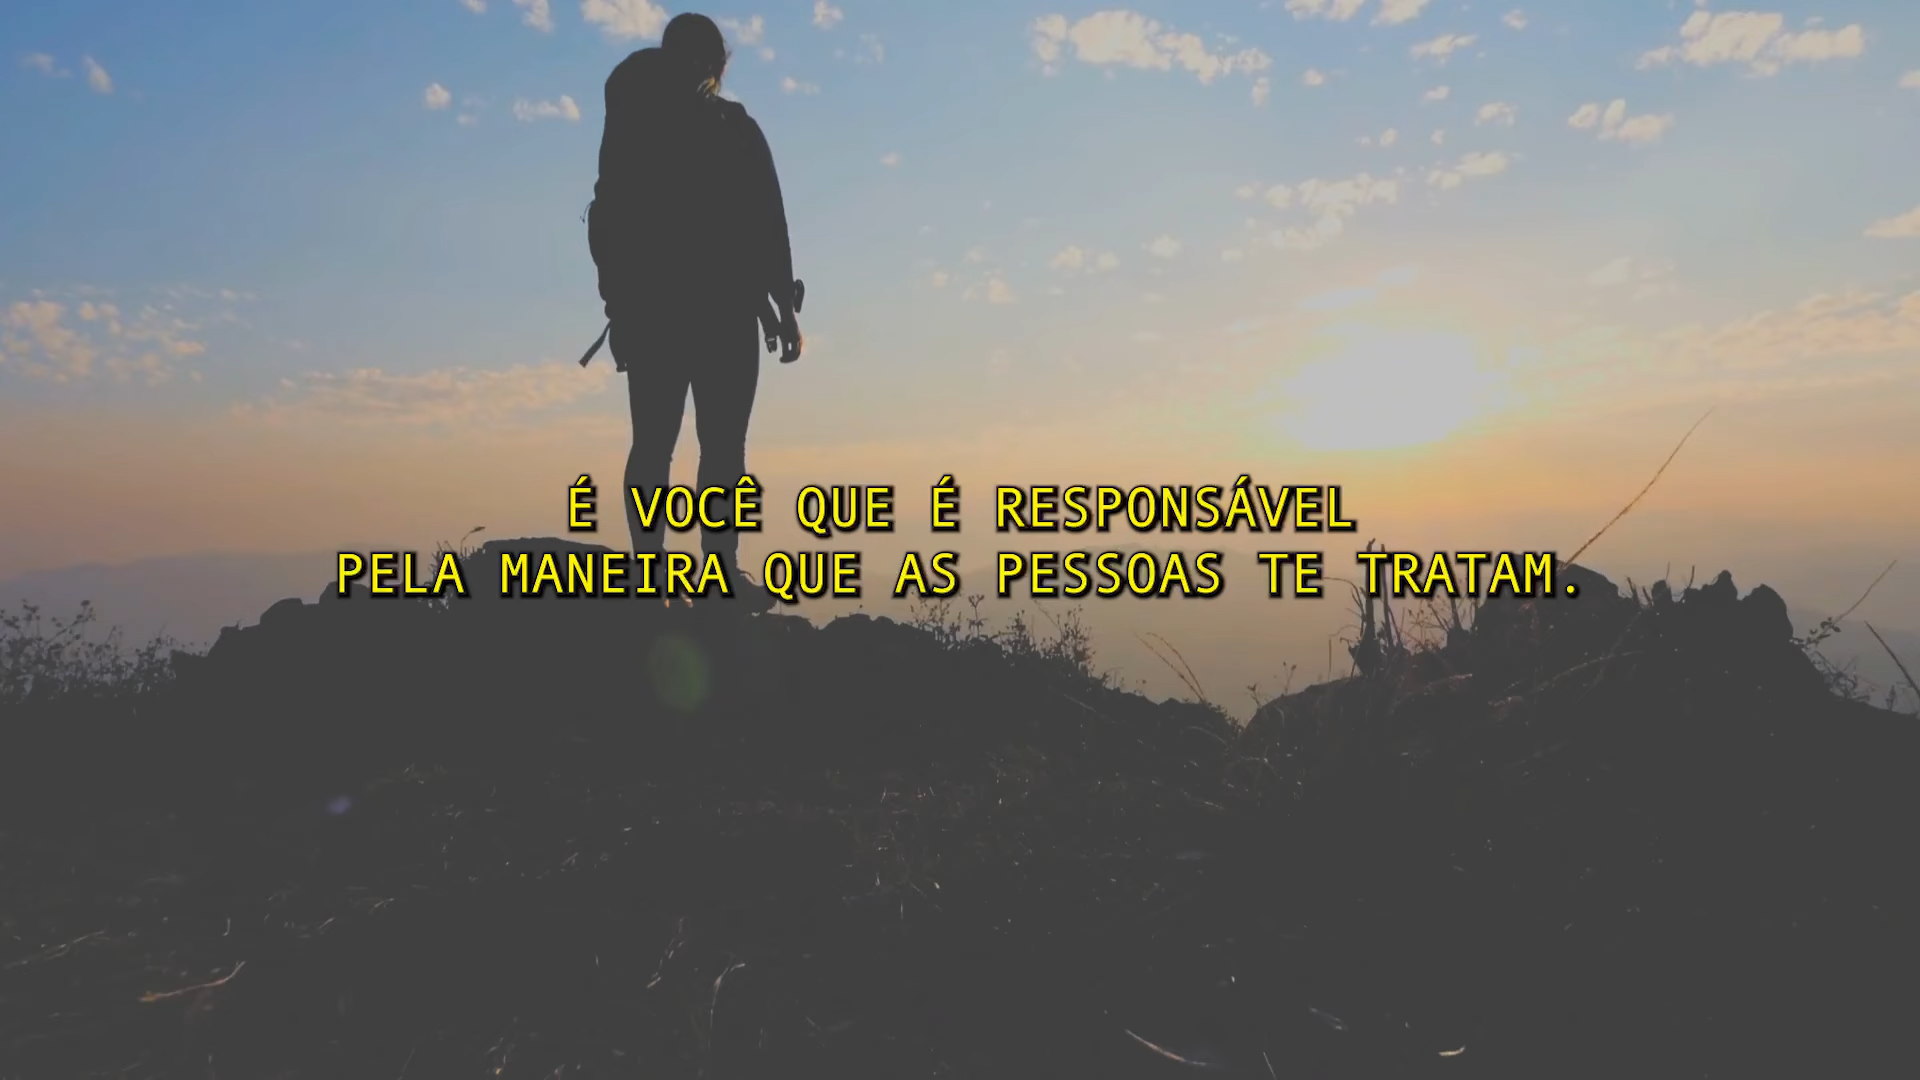 É VOCÊ QUE É RESPONSÁVEL
PELA MANEIRA QUE AS PESSOAS TE TRATAM.